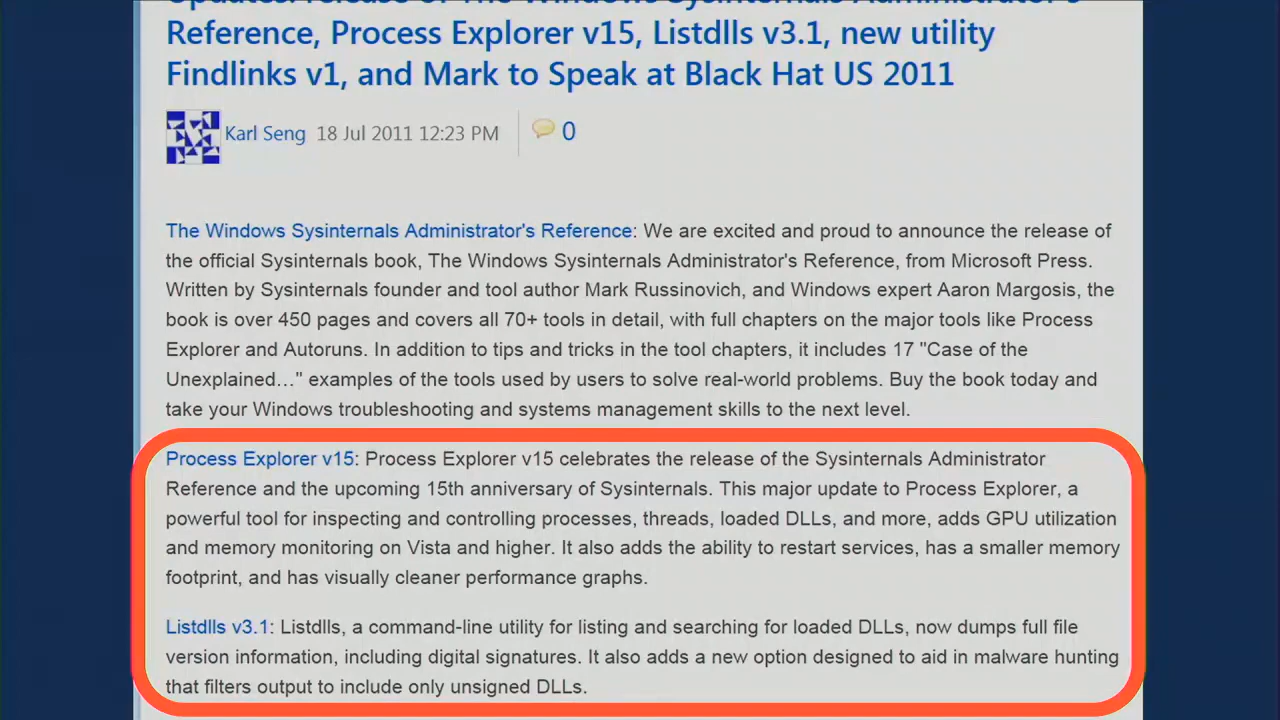 Updates: release of The Windows Sysinternals Administrator's
Reference, Process Explorer v15, Listdlls v3.1, new utility
Findlinks v1, and Mark to Speak at Black Hat US 2011
Karl Seng 18 Jul 2011 12:23 PM 0
The Windows Sysinternals Administrator's Reference: We are excited and proud to announce the release of
the official Sysinternals book, The Windows Sysinternals Administrator's Reference, from Microsoft Press.
Written by Sysinternals founder and tool author Mark Russinovich, and Windows expert Aaron Margosis, the
book is over 450 pages and covers all 70+ tools in detail, with full chapters on the major tools like Process
Explorer and Autoruns. In addition to tips and tricks in the tool chapters, it includes 17 "Case of the
Unexplained…" examples of the tools used by users to solve real-world problems. Buy the book today and
take your Windows troubleshooting and systems management skills to the next level.
Process Explorer v15: Process Explorer v15 celebrates the release of the Sysinternals Administrator
Reference and the upcoming 15th anniversary of Sysinternals. This major update to Process Explorer, a
powerful tool for inspecting and controlling processes, threads, loaded DLLs, and more, adds GPU utilization
and memory monitoring on Vista and higher. It also adds the ability to restart services, has a smaller memory
footprint, and has visually cleaner performance graphs.
Listdlls v3.1: Listdlls, a command-line utility for listing and searching for loaded DLLs, now dumps full file
version information, including digital signatures. It also adds a new option designed to aid in malware hunting
that filters output to include only unsigned DLLs.